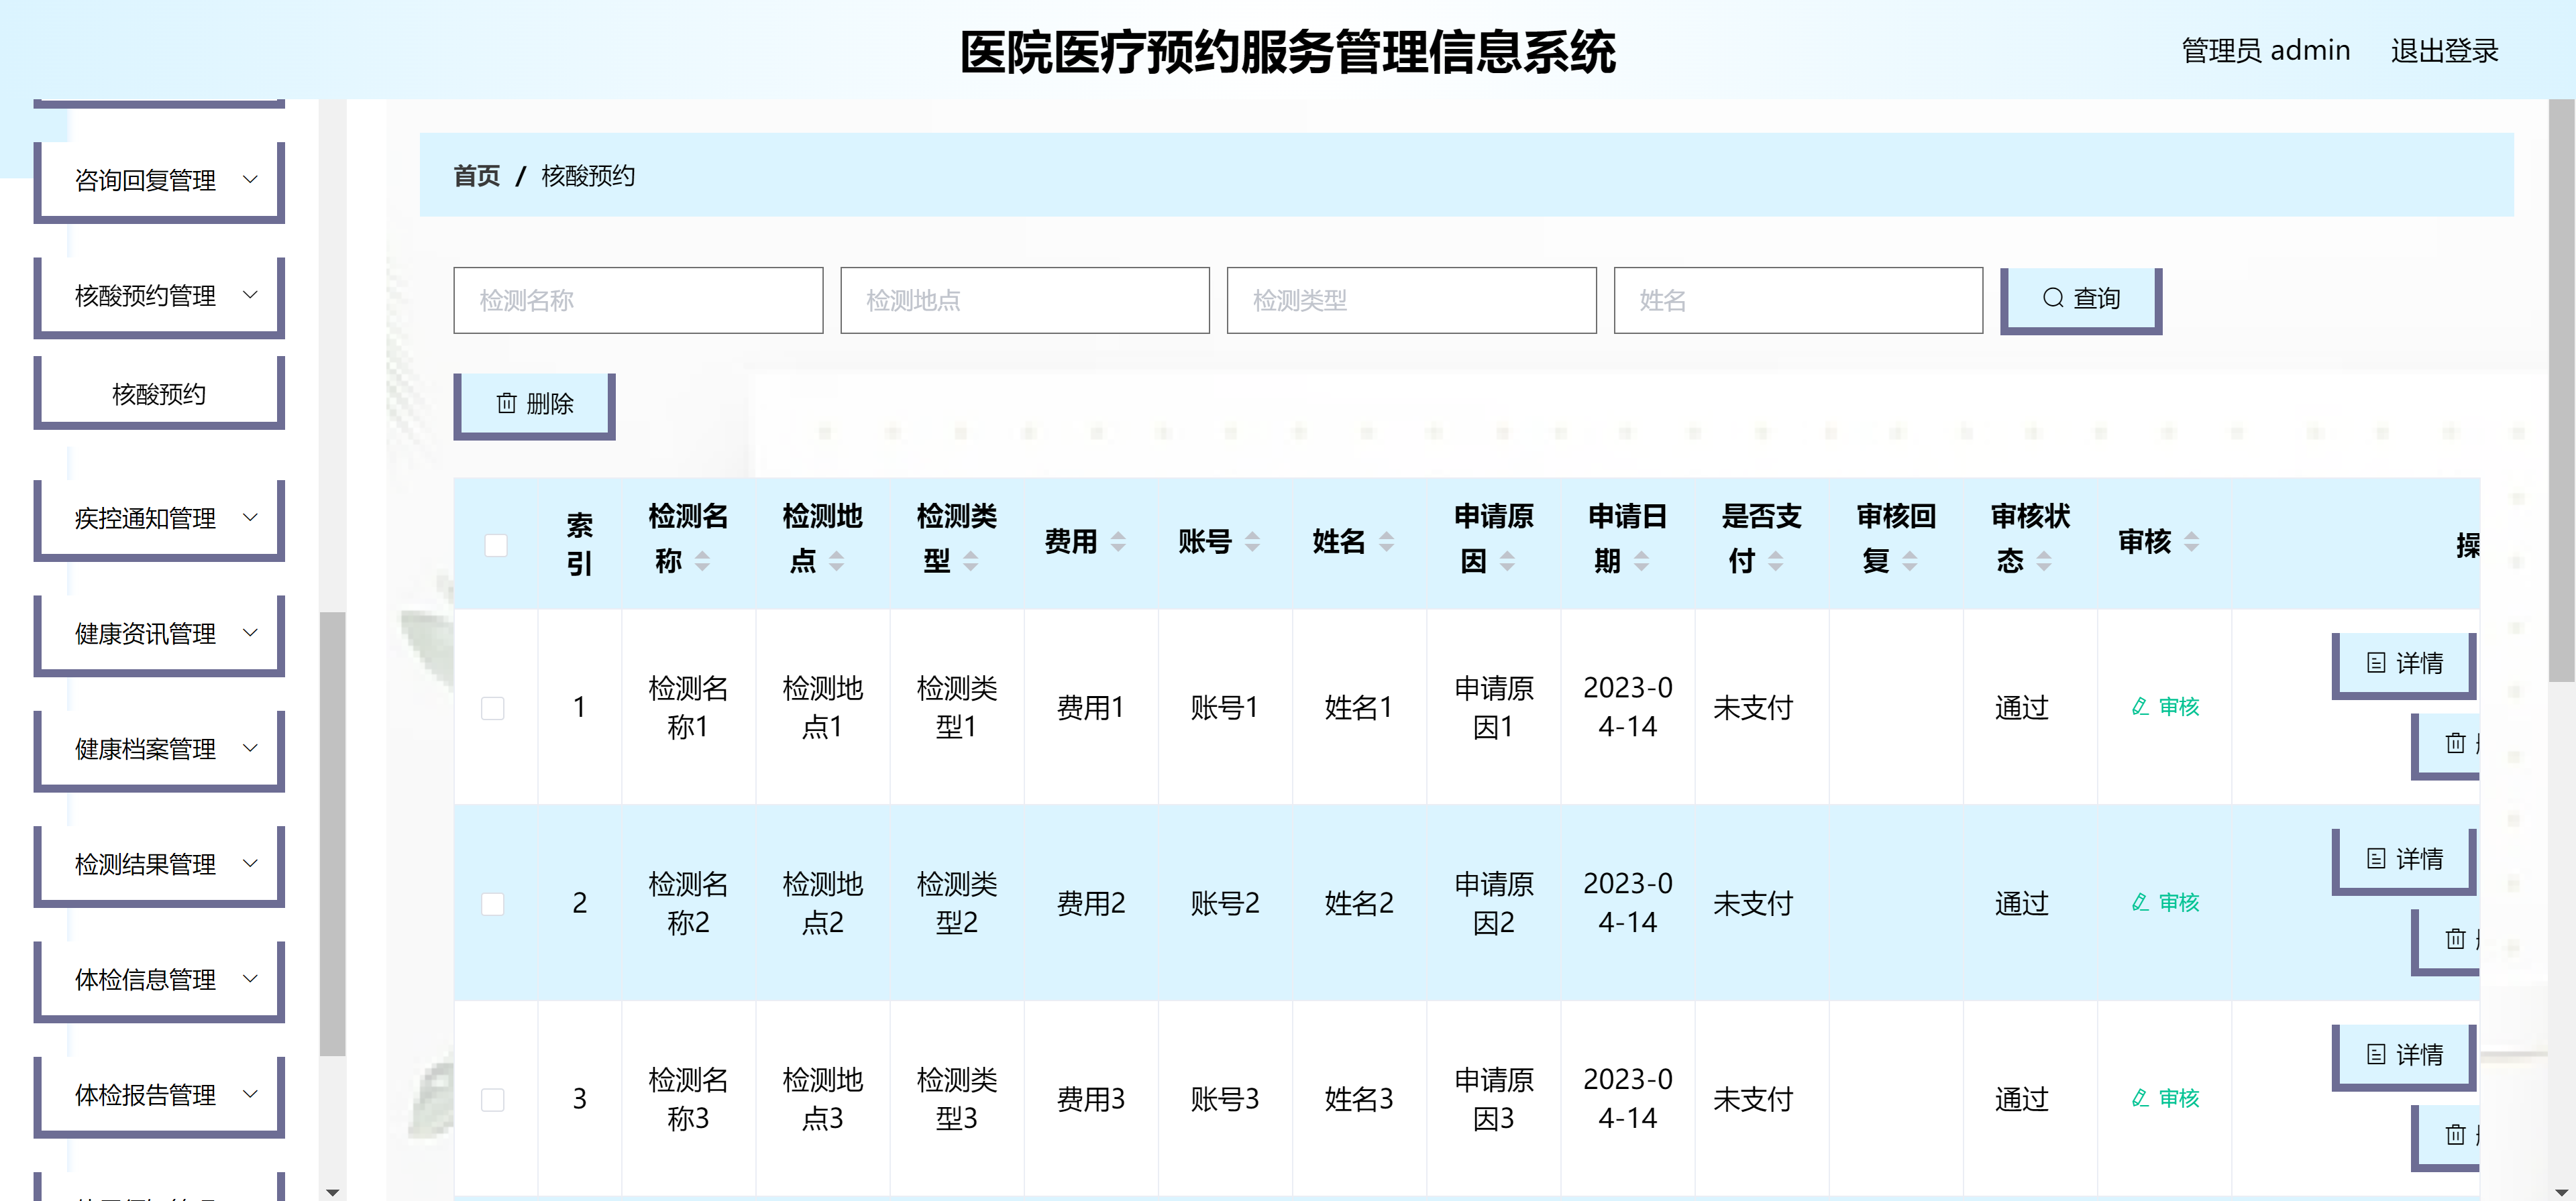 医院医疗预约服务管理信息系统
管理员 admin 退出登录
咨询回复管理
核酸预约管理
核酸预约
疾控通知管理
健康资讯管理
健康档案管理
检测结果管理
体检信息管理
体检报告管理
首页 / 核酸预约
检测名称 检测地点 检测类型 姓名 查询
删除
索引 检测名称 检测地点 检测类型 费用 账号 姓名 申请原因 申请日期 是否支付 审核回复 审核状态 审核 操
1 检测名称1 检测地点1 检测类型1 费用1 账号1 姓名1 申请原因1 2023-04-14 未支付 通过 审核 详情
2 检测名称2 检测地点2 检测类型2 费用2 账号2 姓名2 申请原因2 2023-04-14 未支付 通过 审核 详情
3 检测名称3 检测地点3 检测类型3 费用3 账号3 姓名3 申请原因3 2023-04-14 未支付 通过 审核 详情